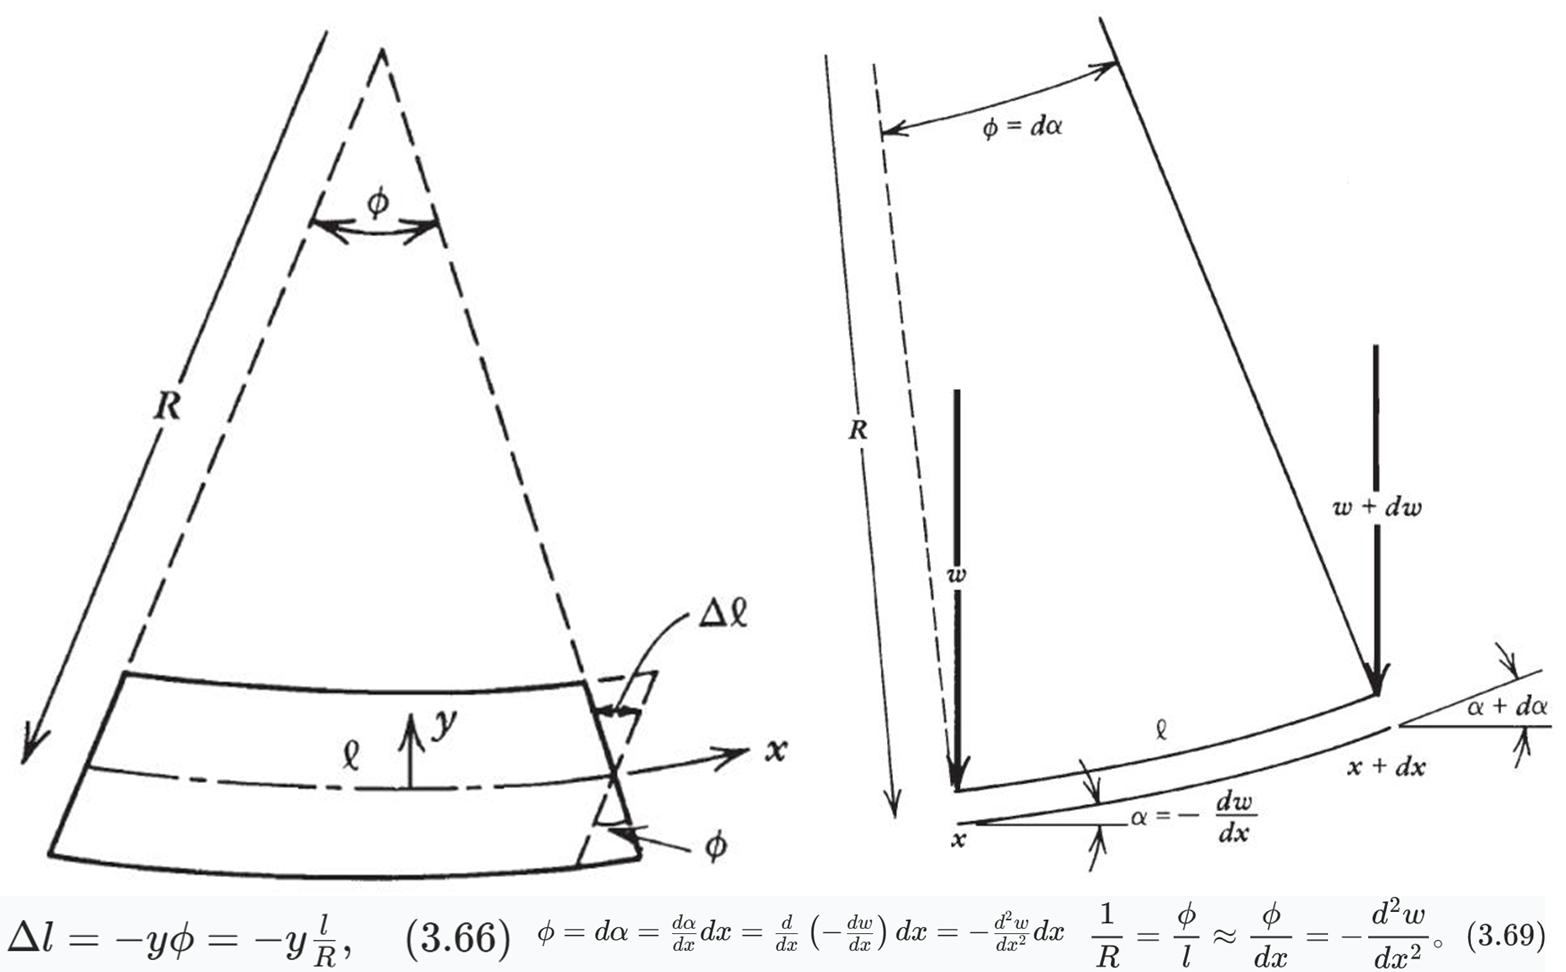 ϕ
R
Δℓ
y
ℓ
x
ϕ
ϕ = dα
R
w + dw
w
ℓ
α + dα
x + dx
α = − dw/dx
x
Δl = −yϕ = −y l/R, (3.66) ϕ = dα = dα/dx dx = d/dx (−dw/dx) dx = −d²w/dx² dx 1/R = ϕ/l ≈ ϕ/dx = −d²w/dx²。 (3.69)